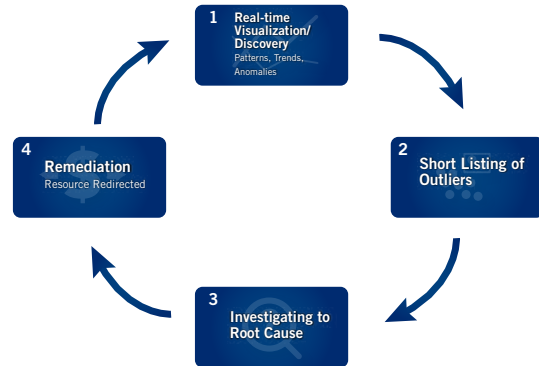 1
Real-time
Visualization/
Discovery
Patterns, Trends,
Anomalies
2
Short Listing of
Outliers
3
Investigating to
Root Cause
4
Remediation
Resource Redirected